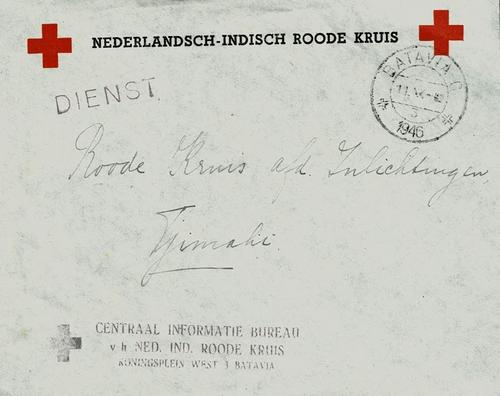 NEDERLANDSCH-INDISCH ROODE KRUIS
BATAVIA C
1946
DIENST
Roode Kruis afd. Inlichtingen,
Tjimahi.
CENTRAAL INFORMATIE BUREAU
v h NED. IND. ROODE KRUIS
KONINGSPLEIN WEST 3 BATAVIA